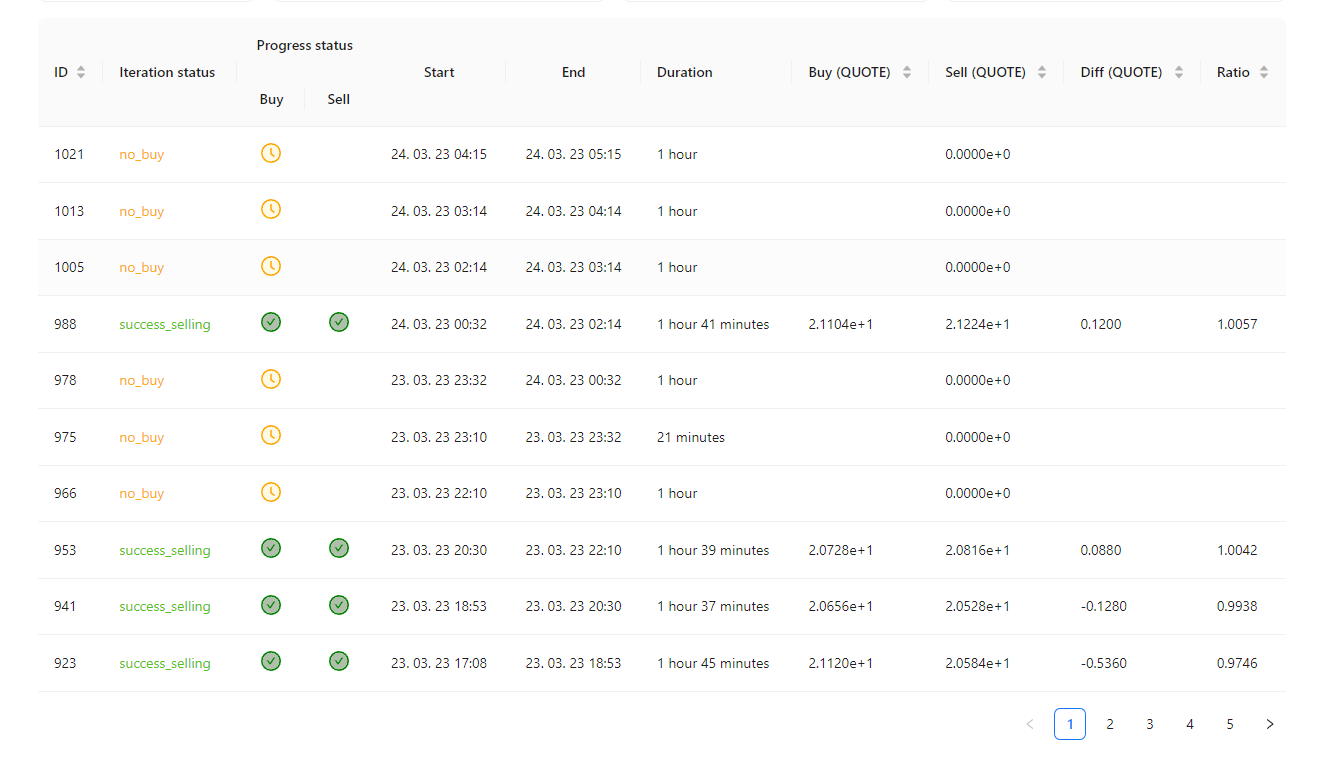 Progress status
ID Iteration status Start End Duration Buy (QUOTE) Sell (QUOTE) Diff (QUOTE) Ratio
Buy Sell
1021 no_buy 24. 03. 23 04:15 24. 03. 23 05:15 1 hour 0.0000e+0
1013 no_buy 24. 03. 23 03:14 24. 03. 23 04:14 1 hour 0.0000e+0
1005 no_buy 24. 03. 23 02:14 24. 03. 23 03:14 1 hour 0.0000e+0
988 success_selling 24. 03. 23 00:32 24. 03. 23 02:14 1 hour 41 minutes 2.1104e+1 2.1224e+1 0.1200 1.0057
978 no_buy 23. 03. 23 23:32 24. 03. 23 00:32 1 hour 0.0000e+0
975 no_buy 23. 03. 23 23:10 23. 03. 23 23:32 21 minutes 0.0000e+0
966 no_buy 23. 03. 23 22:10 23. 03. 23 23:10 1 hour 0.0000e+0
953 success_selling 23. 03. 23 20:30 23. 03. 23 22:10 1 hour 39 minutes 2.0728e+1 2.0816e+1 0.0880 1.0042
941 success_selling 23. 03. 23 18:53 23. 03. 23 20:30 1 hour 37 minutes 2.0656e+1 2.0528e+1 -0.1280 0.9938
923 success_selling 23. 03. 23 17:08 23. 03. 23 18:53 1 hour 45 minutes 2.1120e+1 2.0584e+1 -0.5360 0.9746
1 2 3 4 5